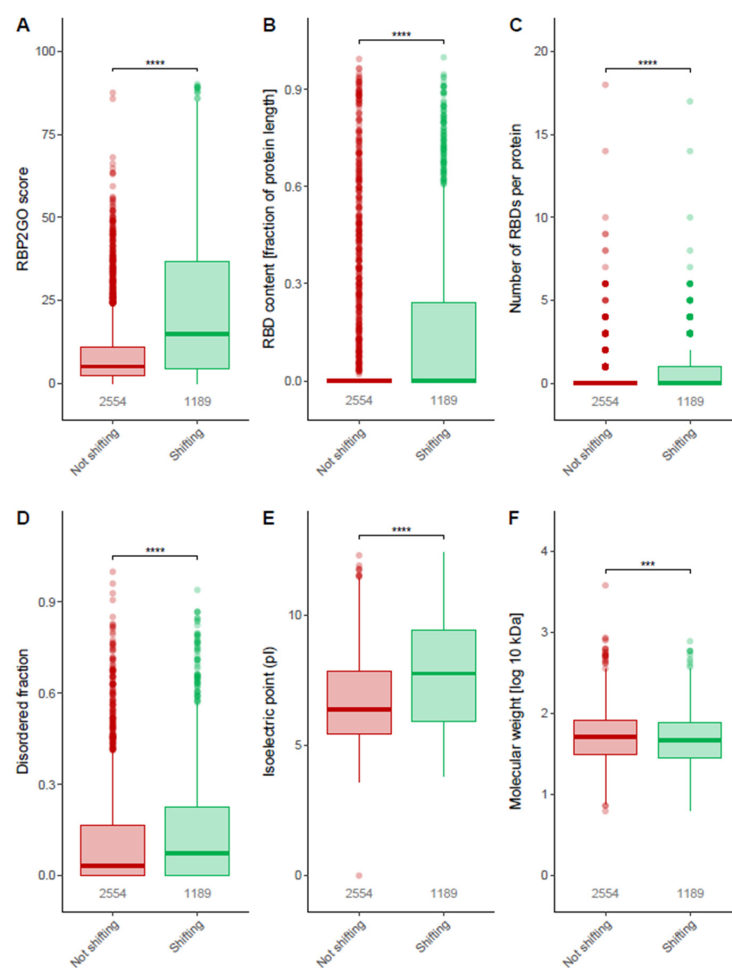 A
B
C
RBP2GO score
100
75
50
25
0
****
2554
1189
Not shifting
Shifting
RBD content [fraction of protein length]
0.9
0.6
0.3
0.0
****
2554
1189
Not shifting
Shifting
Number of RBDs per protein
20
15
10
5
0
****
2554
1189
Not shifting
Shifting
D
E
F
Disordered fraction
0.9
0.6
0.3
0.0
****
2554
1189
Not shifting
Shifting
Isoelectric point (pI)
10
5
0
****
2554
1189
Not shifting
Shifting
Molecular weight [log 10 kDa]
4
3
2
1
0
***
2554
1189
Not shifting
Shifting